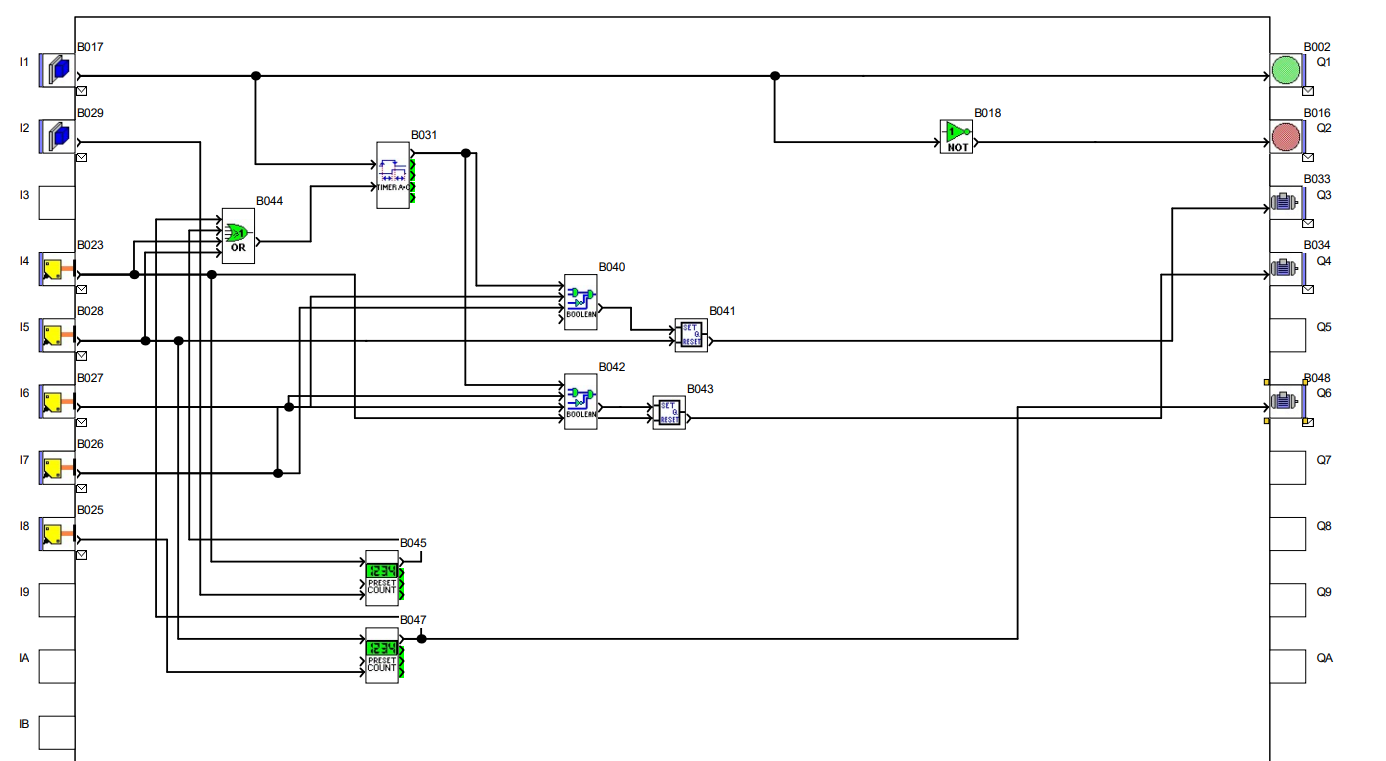 B017
B002
I1
Q1
B029
B018
B016
I2
NOT
Q2
B031
I3
TIMER A•C
B033
Q3
B044
OR
B023
B034
I4
Q4
B040
BOOLEAN
B028
B041
I5
SET
Q
RESET
Q5
B027
B042
B043
B048
I6
BOOLEAN
SET
Q
RESET
Q6
B026
I7
Q7
B025
I8
Q8
B045
1234
PRESET
COUNT
I9
Q9
B047
1234
PRESET
COUNT
IA
QA
IB